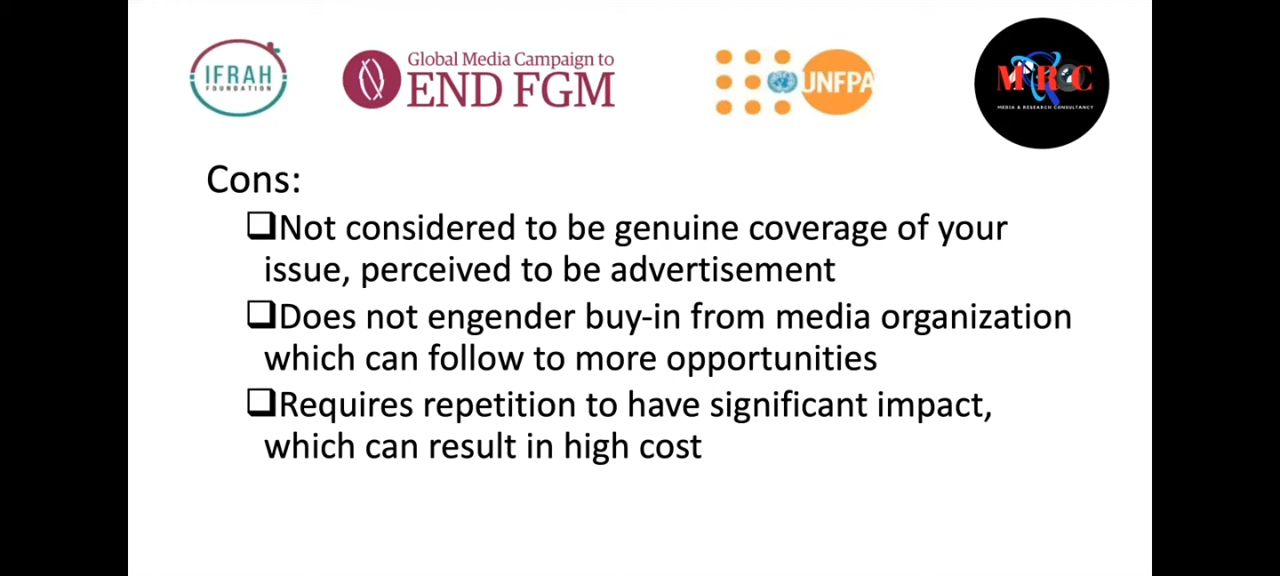 IFRAH
FOUNDATION
Global Media Campaign to
END FGM
UNFPA
MRC
MEDIA & RESEARCH CONSULTANCY
Cons:
❑Not considered to be genuine coverage of your
issue, perceived to be advertisement
❑Does not engender buy-in from media organization
which can follow to more opportunities
❑Requires repetition to have significant impact,
which can result in high cost